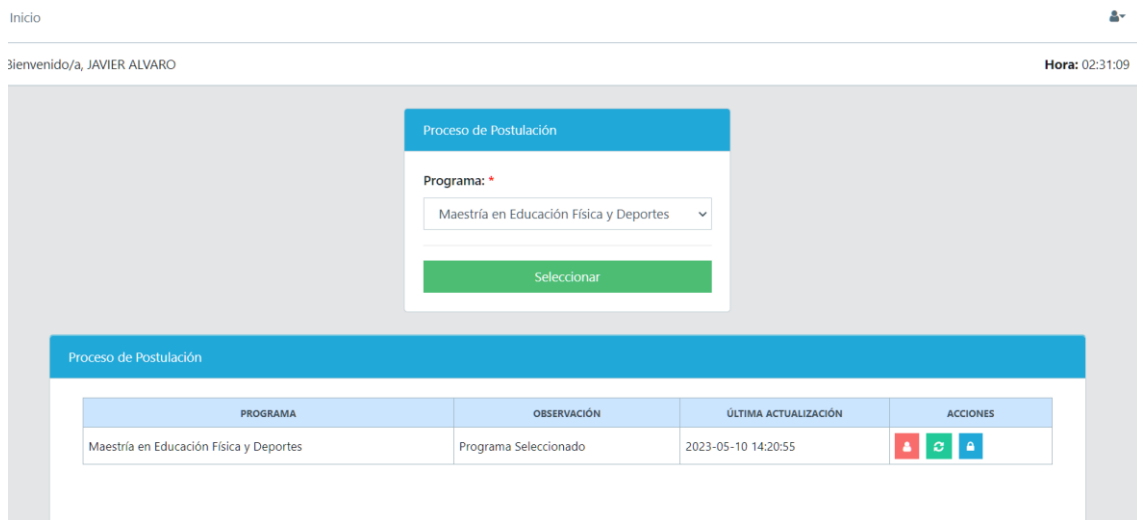 Inicio
Bienvenido/a, JAVIER ALVARO
Hora: 02:31:09
Proceso de Postulación
Programa: *
Maestría en Educación Física y Deportes
Seleccionar
Proceso de Postulación
PROGRAMA OBSERVACIÓN ÚLTIMA ACTUALIZACIÓN ACCIONES
Maestría en Educación Física y Deportes Programa Seleccionado 2023-05-10 14:20:55